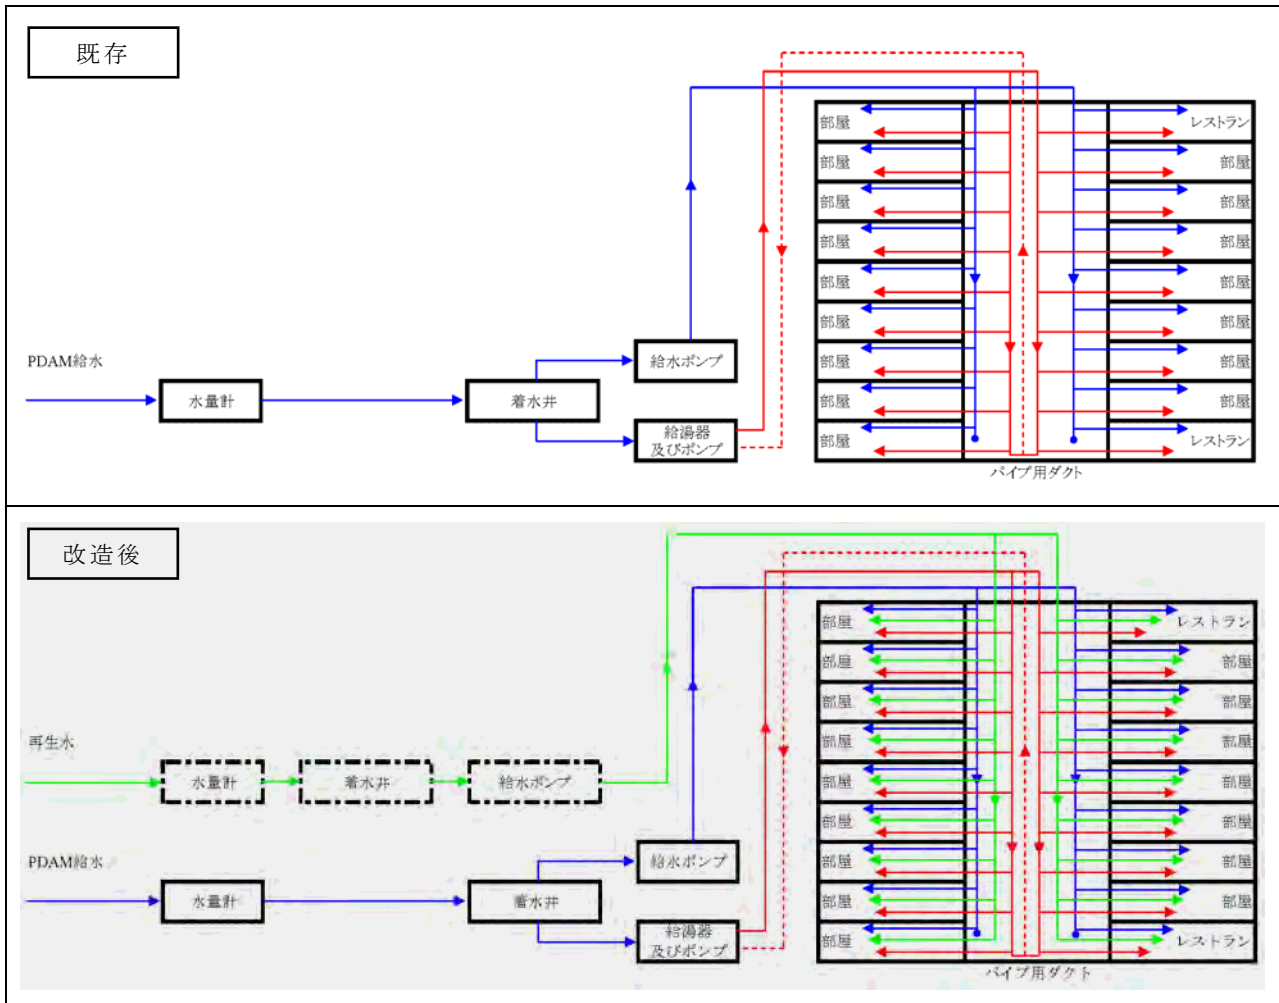 既存
部屋 レストラン
部屋 部屋
部屋 部屋
部屋 部屋
部屋 部屋
部屋 部屋
部屋 部屋
部屋 部屋
部屋 レストラン
パイプ用ダクト
PDAM給水
水量計
着水井
給水ポンプ
給湯器
及びポンプ
改造後
部屋 レストラン
部屋 部屋
部屋 部屋
部屋 部屋
部屋 部屋
部屋 部屋
部屋 部屋
部屋 部屋
部屋 レストラン
パイプ用ダクト
再生水
水量計
着水井
給水ポンプ
PDAM給水
水量計
着水井
給水ポンプ
給湯器
及びポンプ